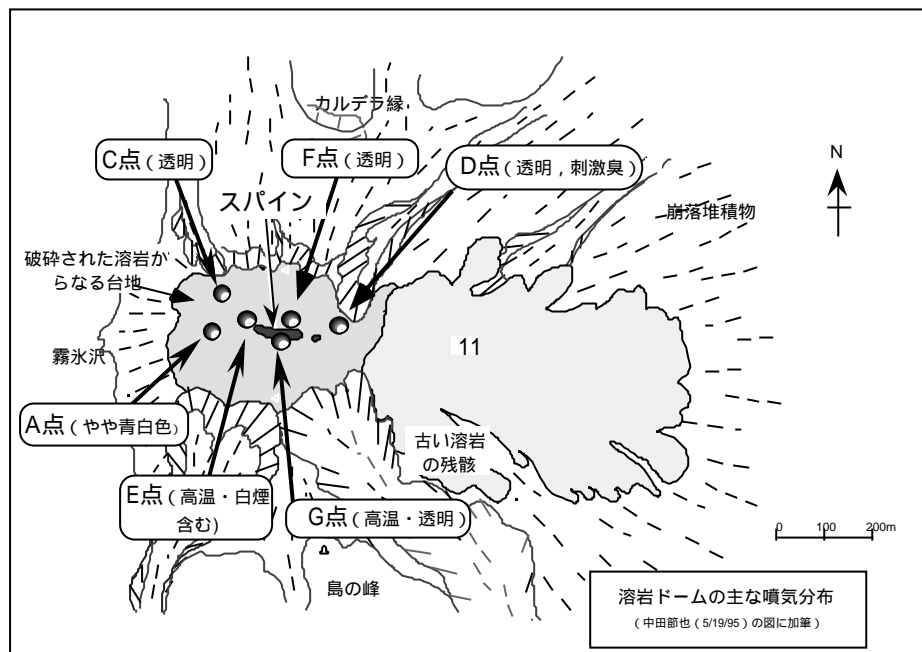 カルデラ縁
C点（透明）
F点（透明）
D点（透明，刺激臭）
N
スパイン
崩落堆積物
破砕された溶岩か
らなる台地
霧氷沢
11
A点（やや青白色）
古い溶岩
の残骸
E点（高温・白煙
含む）
G点（高温・透明）
0 100 200m
島の峰
溶岩ドームの主な噴気分布
（中田節也（5/19/95）の図に加筆）